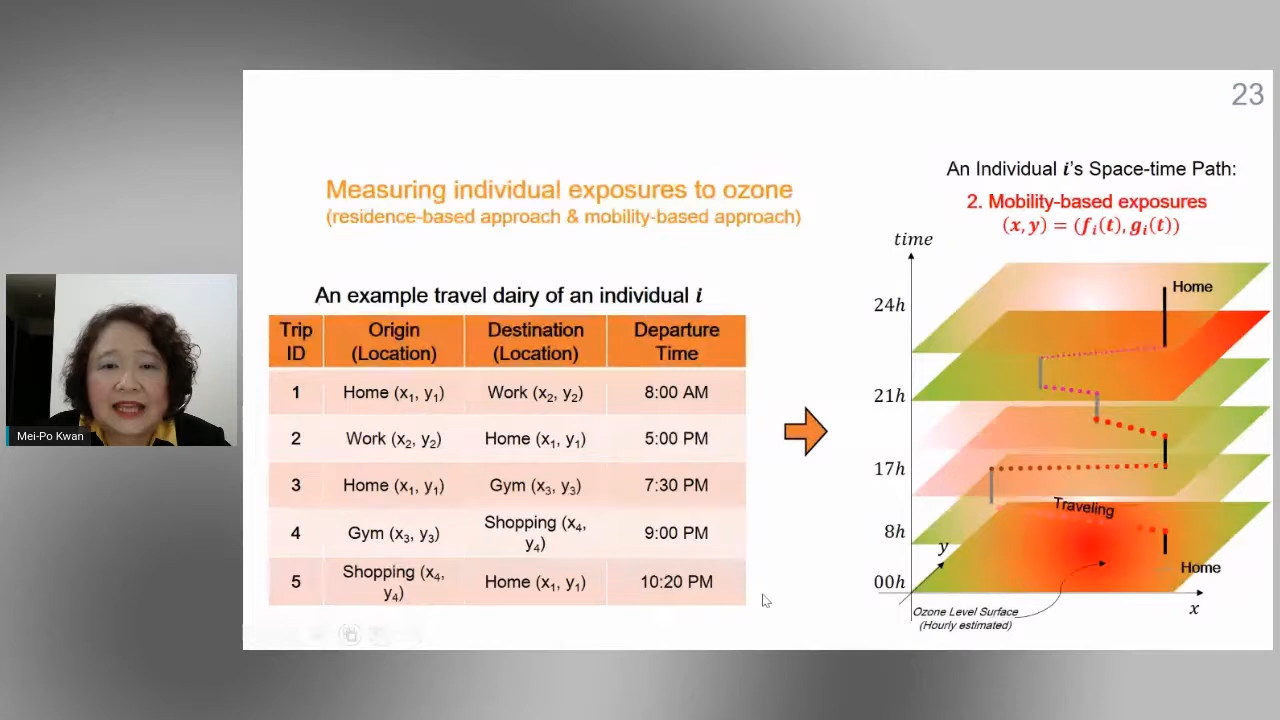 23
Measuring individual exposures to ozone
(residence-based approach & mobility-based approach)
An example travel dairy of an individual i
Trip ID | Origin (Location) | Destination (Location) | Departure Time
1 | Home (x₁, y₁) | Work (x₂, y₂) | 8:00 AM
2 | Work (x₂, y₂) | Home (x₁, y₁) | 5:00 PM
3 | Home (x₁, y₁) | Gym (x₃, y₃) | 7:30 PM
4 | Gym (x₃, y₃) | Shopping (x₄, y₄) | 9:00 PM
5 | Shopping (x₄, y₄) | Home (x₁, y₁) | 10:20 PM
An Individual i's Space-time Path:
2. Mobility-based exposures
(x, y) = (fᵢ(t), gᵢ(t))
time
Home
24h
21h
17h
Traveling
8h
y
Home
00h
x
Ozone Level Surface
(Hourly estimated)
Mei-Po Kwan